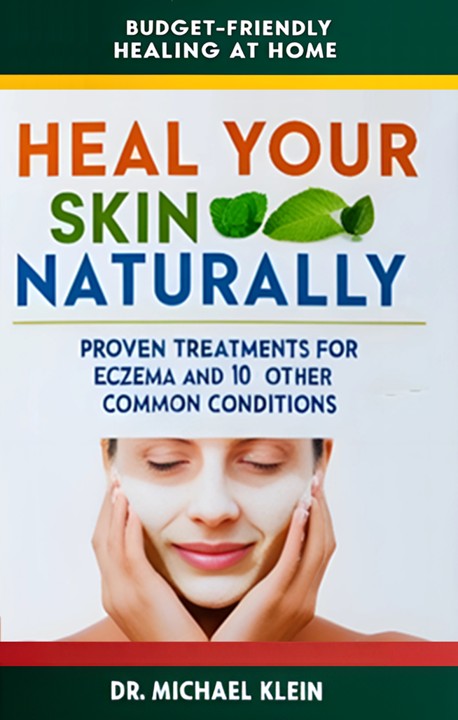 BUDGET-FRIENDLY
HEALING AT HOME
HEAL YOUR
SKIN
NATURALLY
PROVEN TREATMENTS FOR
ECZEMA AND 10 OTHER
COMMON CONDITIONS
DR. MICHAEL KLEIN